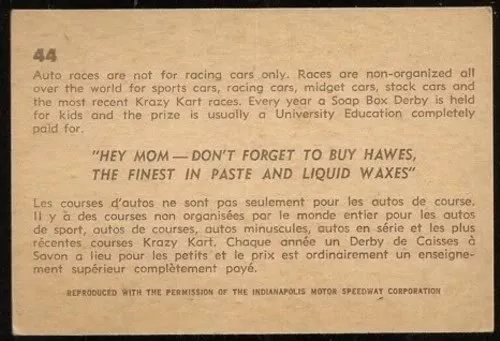 44
Auto races are not for racing cars only. Races are non-organized all
over the world for sports cars, racing cars, midget cars, stock cars and
the most recent Krazy Kart races. Every year a Soap Box Derby is held
for kids and the prize is usually a University Education completely
paid for.
"HEY MOM — DON'T FORGET TO BUY HAWES,
THE FINEST IN PASTE AND LIQUID WAXES"
Les courses d'autos ne sont pas seulement pour les autos de course.
Il y à des courses non organisées par le monde entier pour les autos
de sport, autos de courses, autos minuscules, autos en série et les plus
récentes courses Krazy Kart. Chaque année un Derby de Caisses à
Savon a lieu pour les petits et le prix est ordinairement un enseigne-
ment supérieur complètement payé.
REPRODUCED WITH THE PERMISSION OF THE INDIANAPOLIS MOTOR SPEEDWAY CORPORATION